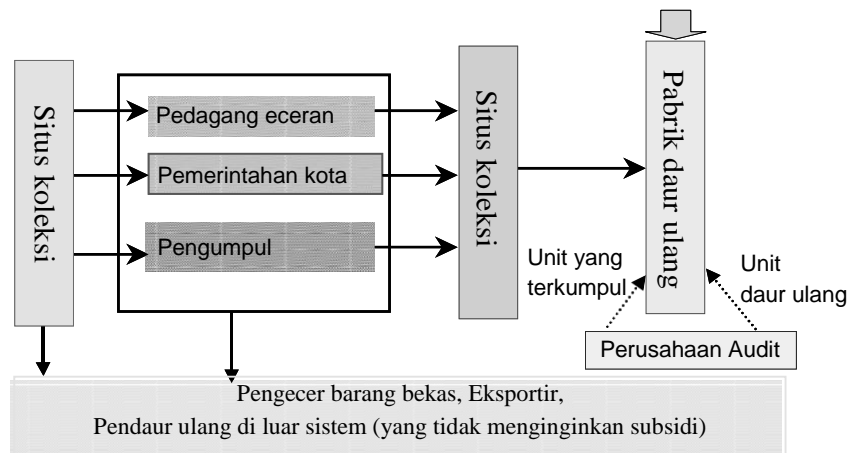 Situs koleksi
Pedagang eceran
Pemerintahan kota
Pengumpul
Situs koleksi
Pabrik daur ulang
Unit yang
terkumpul
Unit
daur ulang
Perusahaan Audit
Pengecer barang bekas, Eksportir,
Pendaur ulang di luar sistem (yang tidak menginginkan subsidi)